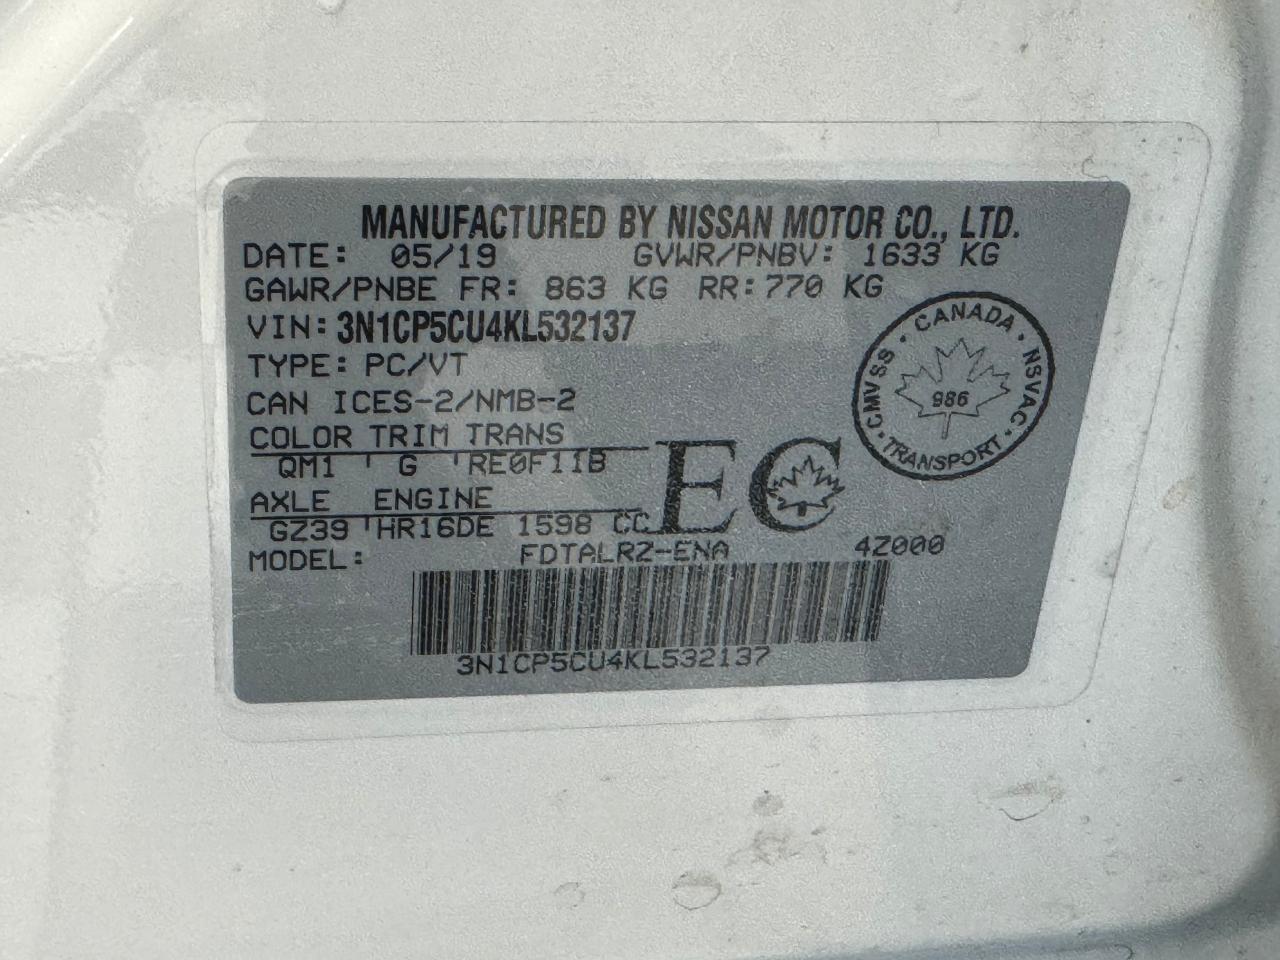 MANUFACTURED BY NISSAN MOTOR CO., LTD.
DATE: 05/19 GVWR/PNBV: 1633 KG
GAWR/PNBE FR: 863 KG RR:770 KG
VIN: 3N1CP5CU4KL532137
TYPE: PC/VT
CAN ICES-2/NMB-2
COLOR TRIM TRANS
QM1 G RE0F11B
AXLE ENGINE
GZ39 HR16DE 1598 CC
EC
MODEL: FDTALRZ-ENA 4Z000
3N1CP5CU4KL532137
CANADA · NSVAC · TRANSPORT · CMVSS ·
986